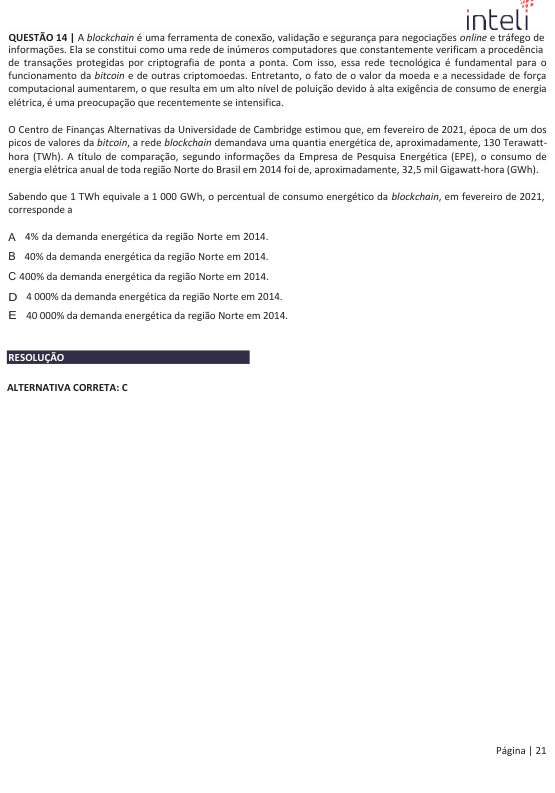 inteli
QUESTÃO 14 | A blockchain é uma ferramenta de conexão, validação e segurança para negociações online e tráfego de
informações. Ela se constitui como uma rede de inúmeros computadores que constantemente verificam a procedência
de transações protegidas por criptografia de ponta a ponta. Com isso, essa rede tecnológica é fundamental para o
funcionamento da bitcoin e de outras criptomoedas. Entretanto, o fato de o valor da moeda e a necessidade de força
computacional aumentarem, o que resulta em um alto nível de poluição devido à alta exigência de consumo de energia
elétrica, é uma preocupação que recentemente se intensifica.
O Centro de Finanças Alternativas da Universidade de Cambridge estimou que, em fevereiro de 2021, época de um dos
picos de valores da bitcoin, a rede blockchain demandava uma quantia energética de, aproximadamente, 130 Terawatt-
hora (TWh). A título de comparação, segundo informações da Empresa de Pesquisa Energética (EPE), o consumo de
energia elétrica anual de toda região Norte do Brasil em 2014 foi de, aproximadamente, 32,5 mil Gigawatt-hora (GWh).
Sabendo que 1 TWh equivale a 1 000 GWh, o percentual de consumo energético da blockchain, em fevereiro de 2021,
corresponde a
A 4% da demanda energética da região Norte em 2014.
B 40% da demanda energética da região Norte em 2014.
C 400% da demanda energética da região Norte em 2014.
D 4 000% da demanda energética da região Norte em 2014.
E 40 000% da demanda energética da região Norte em 2014.
RESOLUÇÃO
ALTERNATIVA CORRETA: C
Página | 21